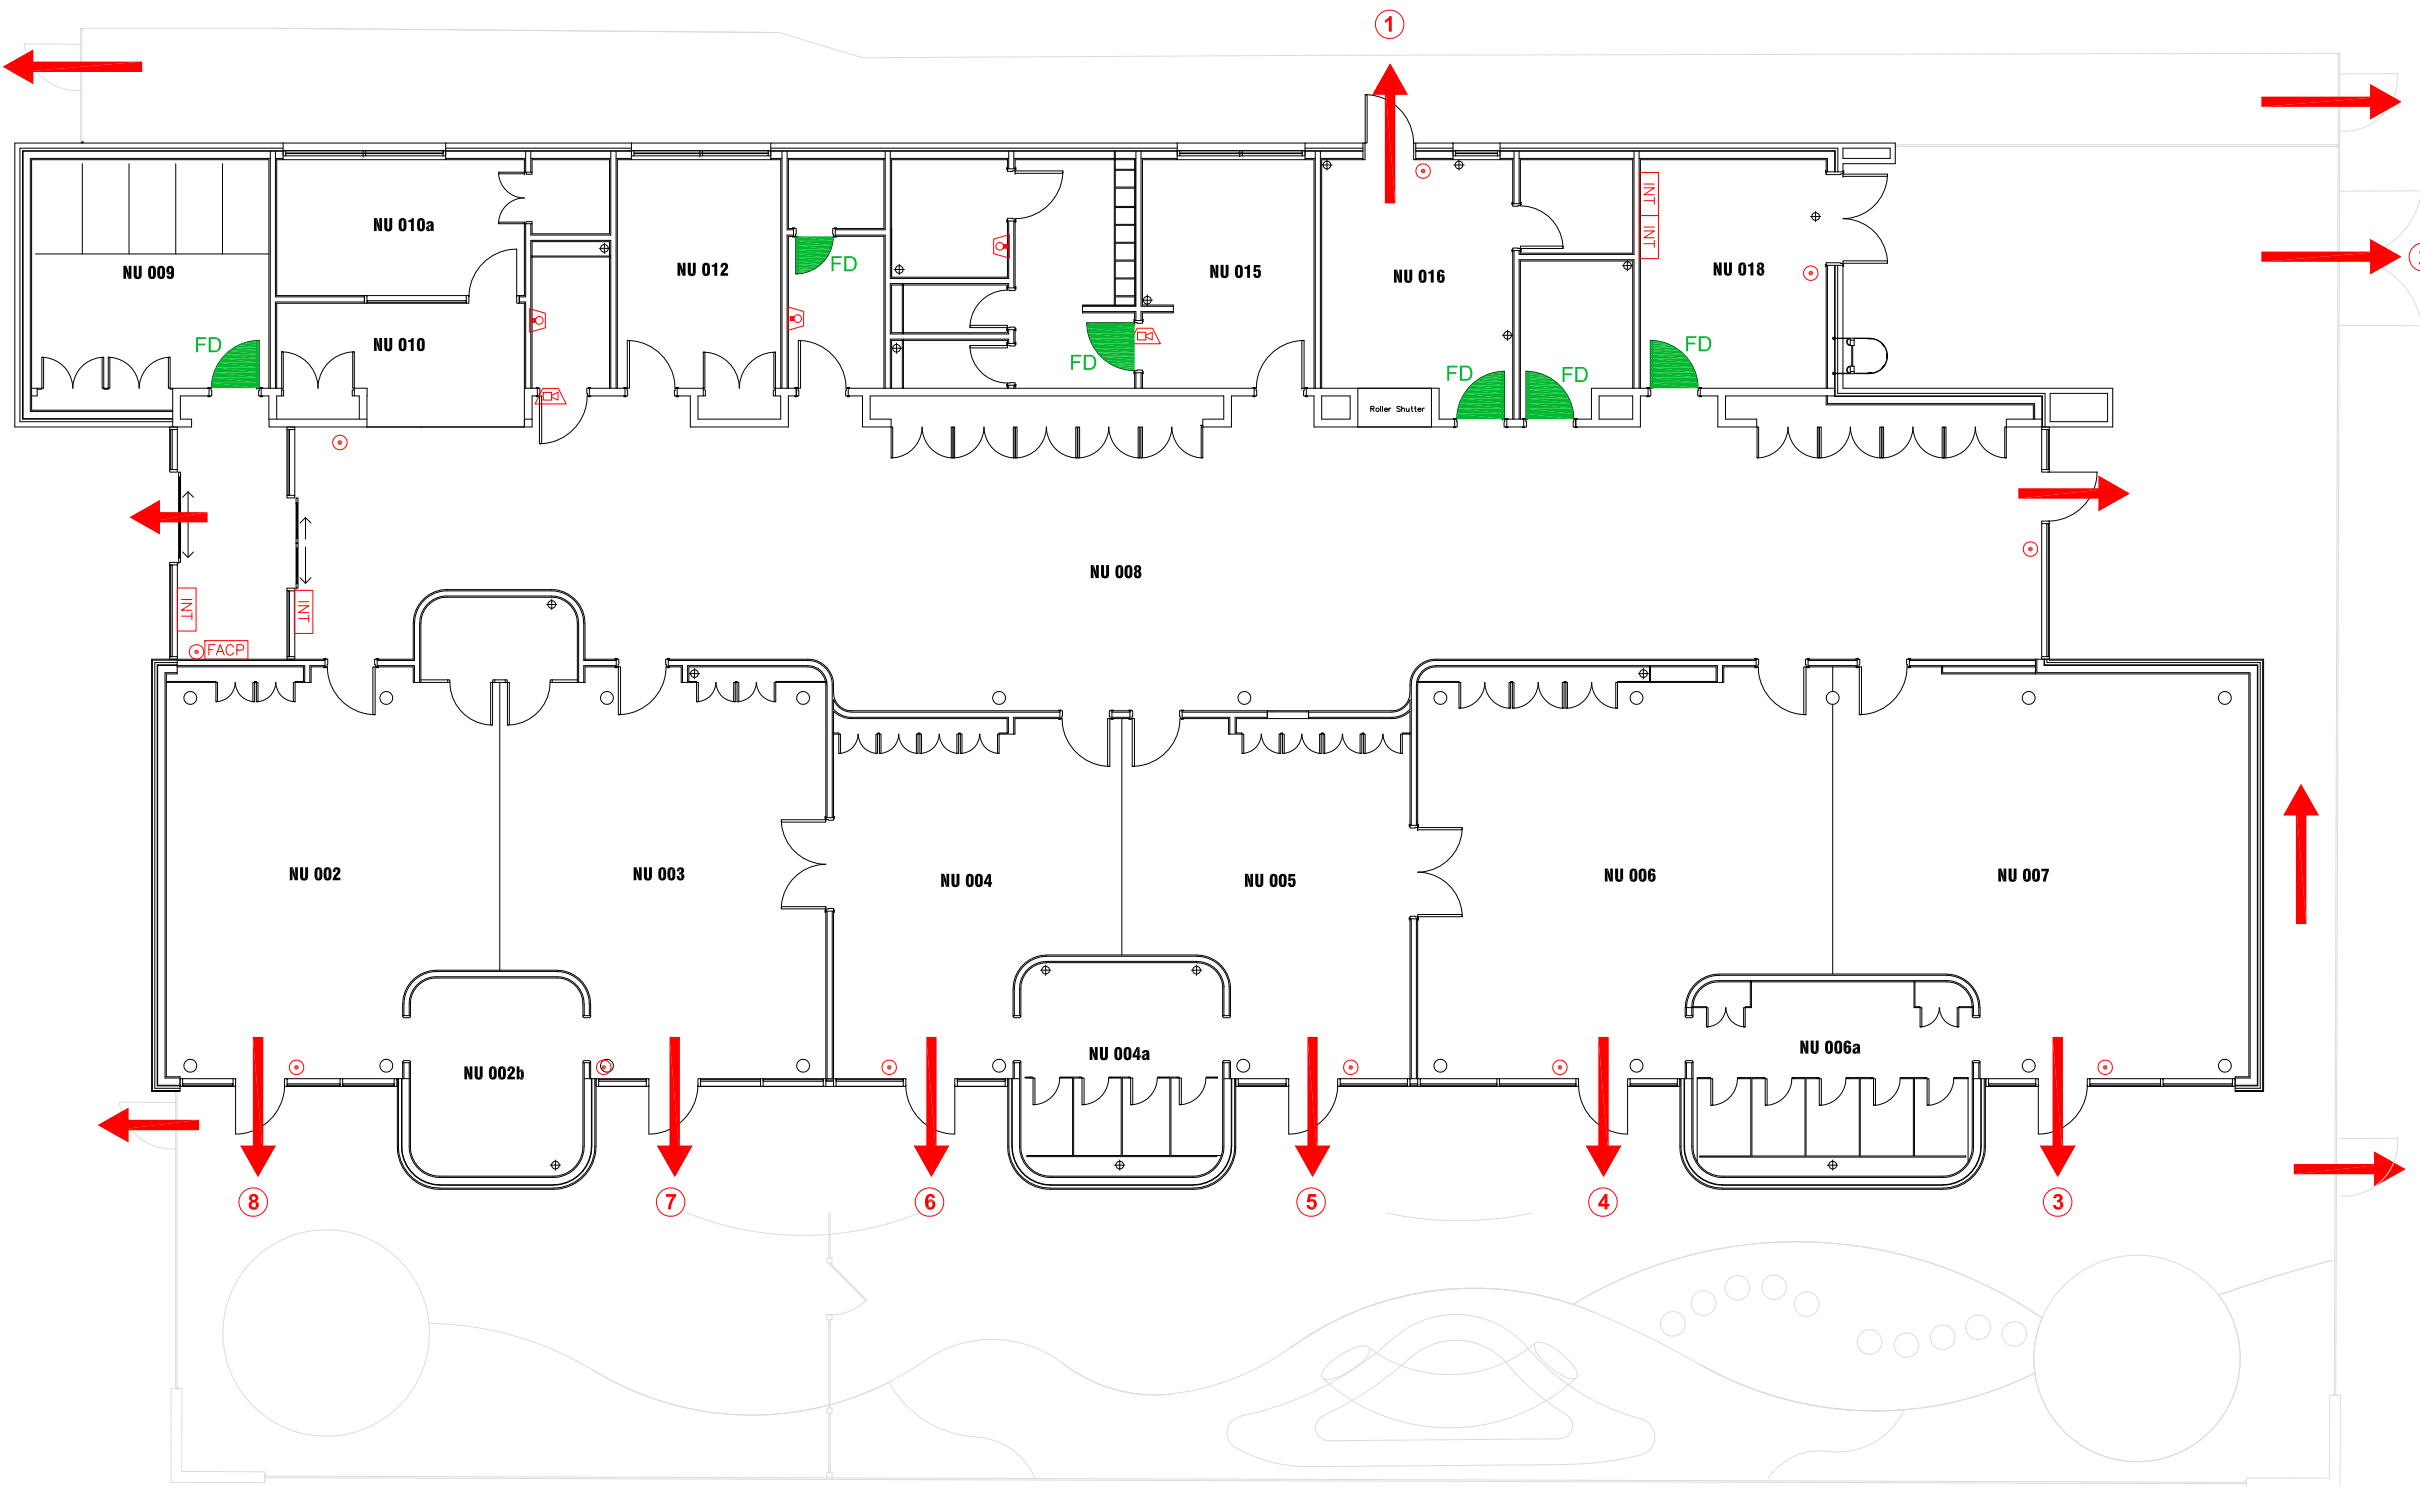 1
NU 009
NU 010a
NU 010
NU 012
NU 015
NU 016
NU 018
INT
INT
FD
FD
FD
FD
FD
FD
Roller Shutter
NU 008
INT
INT
FACP
NU 002
NU 003
NU 004
NU 005
NU 006
NU 007
NU 002b
NU 004a
NU 006a
8
7
6
5
4
3